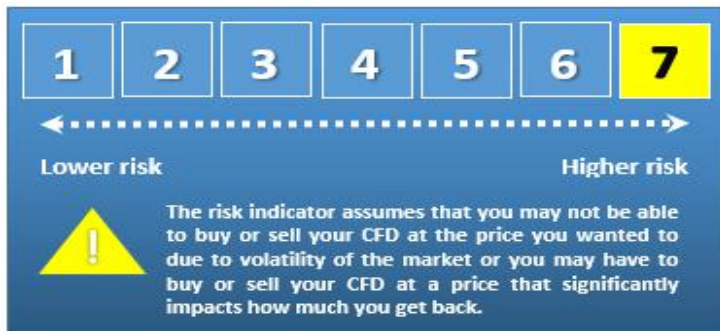 1 2 3 4 5 6 7
Lower risk Higher risk
!
The risk indicator assumes that you may not be able
to buy or sell your CFD at the price you wanted to
due to volatility of the market or you may have to
buy or sell your CFD at a price that significantly
impacts how much you get back.